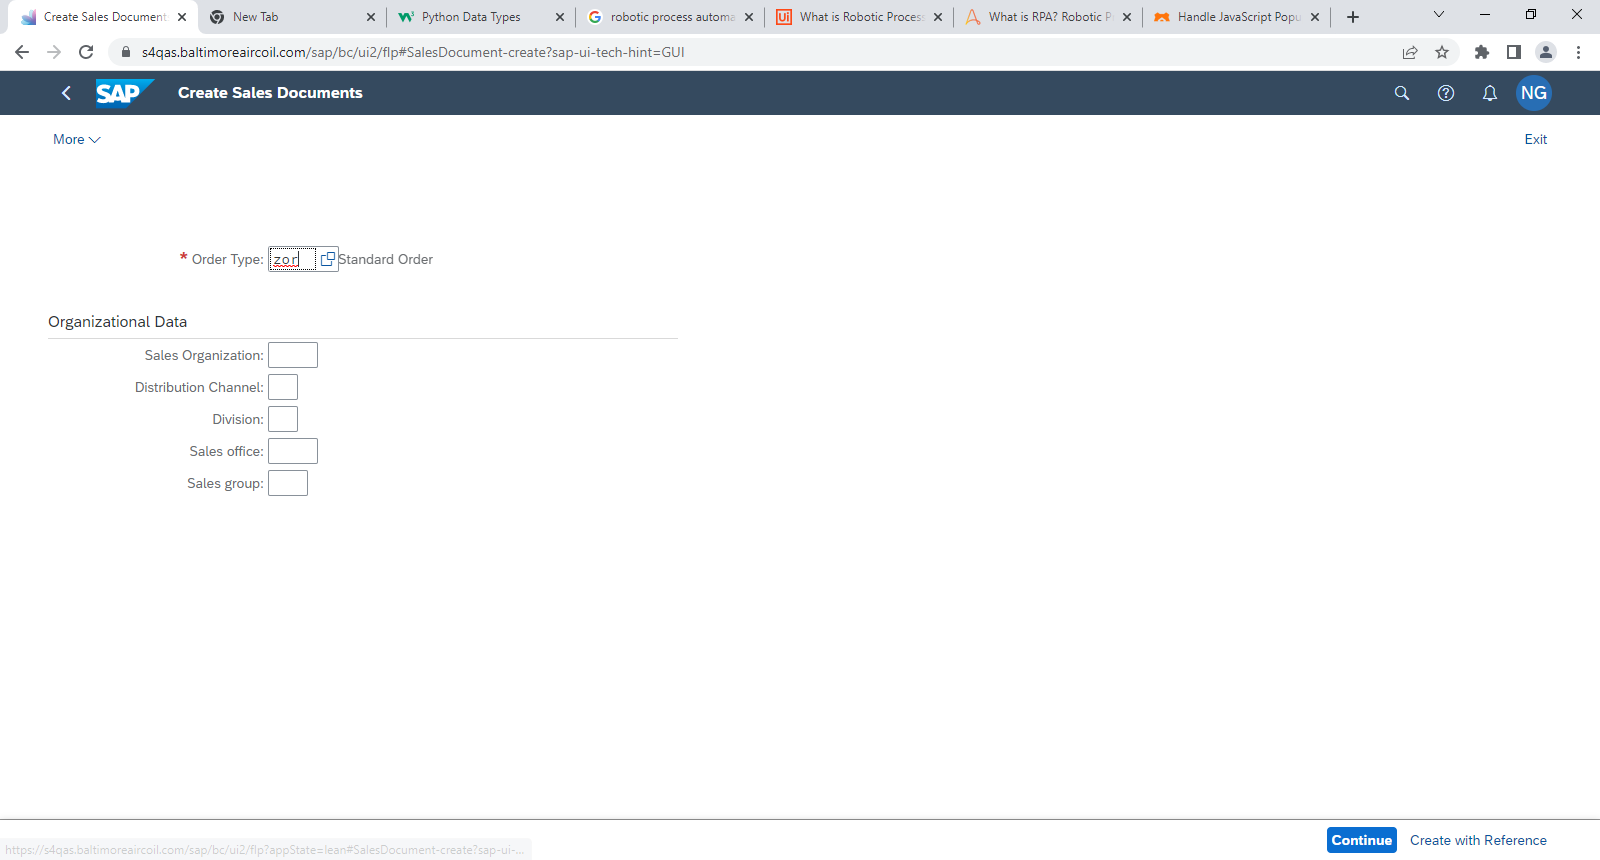 Create Sales Document
New Tab
Python Data Types
robotic process automa
What is Robotic Process
What is RPA? Robotic P
Handle JavaScript Popu
s4qas.baltimoreaircoil.com/sap/bc/ui2/flp#SalesDocument-create?sap-ui-tech-hint=GUI
SAP
Create Sales Documents
NG
More
Exit
* Order Type: zor Standard Order
Organizational Data
Sales Organization:
Distribution Channel:
Division:
Sales office:
Sales group:
Continue
Create with Reference
https://s4qas.baltimoreaircoil.com/sap/bc/ui2/flp?appState=lean#SalesDocument-create?sap-ui-...